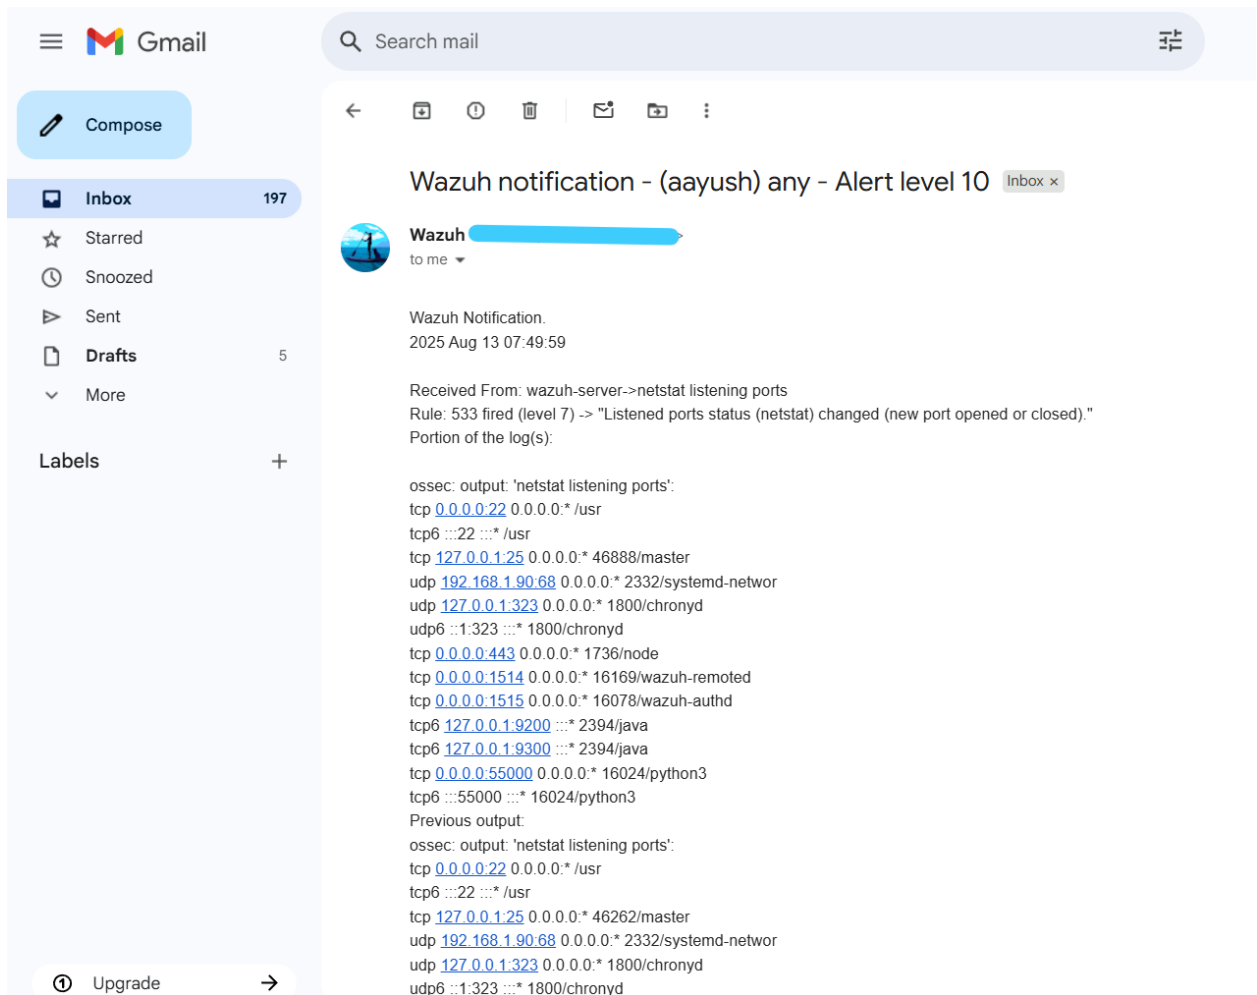 Gmail
Search mail
Compose
Inbox 197
Starred
Snoozed
Sent
Drafts 5
More
Labels
Upgrade
Wazuh notification - (aayush) any - Alert level 10 Inbox ×
Wazuh >
to me
Wazuh Notification.
2025 Aug 13 07:49:59
Received From: wazuh-server->netstat listening ports
Rule: 533 fired (level 7) -> "Listened ports status (netstat) changed (new port opened or closed)."
Portion of the log(s):
ossec: output: 'netstat listening ports':
tcp 0.0.0.0:22 0.0.0.0:* /usr
tcp6 :::22 :::* /usr
tcp 127.0.0.1:25 0.0.0.0:* 46888/master
udp 192.168.1.90:68 0.0.0.0:* 2332/systemd-networ
udp 127.0.0.1:323 0.0.0.0:* 1800/chronyd
udp6 ::1:323 :::* 1800/chronyd
tcp 0.0.0.0:443 0.0.0.0:* 1736/node
tcp 0.0.0.0:1514 0.0.0.0:* 16169/wazuh-remoted
tcp 0.0.0.0:1515 0.0.0.0:* 16078/wazuh-authd
tcp6 127.0.0.1:9200 :::* 2394/java
tcp6 127.0.0.1:9300 :::* 2394/java
tcp 0.0.0.0:55000 0.0.0.0:* 16024/python3
tcp6 :::55000 :::* 16024/python3
Previous output:
ossec: output: 'netstat listening ports':
tcp 0.0.0.0:22 0.0.0.0:* /usr
tcp6 :::22 :::* /usr
tcp 127.0.0.1:25 0.0.0.0:* 46262/master
udp 192.168.1.90:68 0.0.0.0:* 2332/systemd-networ
udp 127.0.0.1:323 0.0.0.0:* 1800/chronyd
udp6 ::1:323 :::* 1800/chronyd